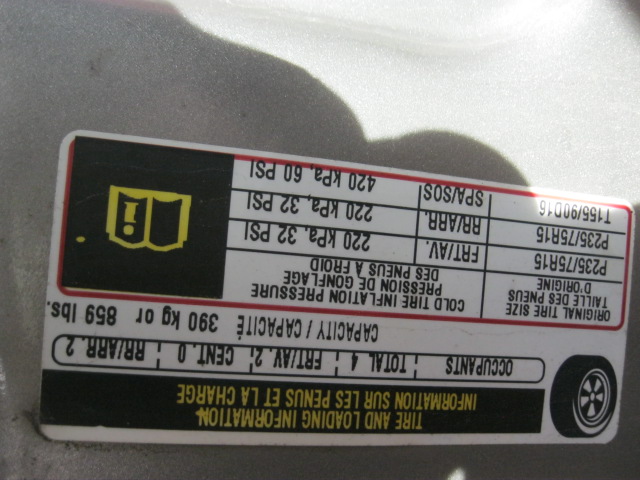 TIRE AND LOADING INFORMATION
INFORMATION SUR LES PENUS ET LA CHARGE
OCCUPANTS TOTAL 4 FRT/AV. 2 CENT. 0 RR/ARR. 2
CAPACITY / CAPACITÉ 390 kg or 859 lbs.
ORIGINAL TIRE SIZE
TAILLE DES PNEUS
D'ORIGINE
COLD TIRE INFLATION PRESSURE
PRESSION DE GONFLAGE
DES PNEUS À FROID
P235/75R15 FRT/AV. 220 kPa, 32 PSI
P235/75R15 RR/ARR. 220 kPa, 32 PSI
T155/90D16 SPA/SOS 420 kPa, 60 PSI